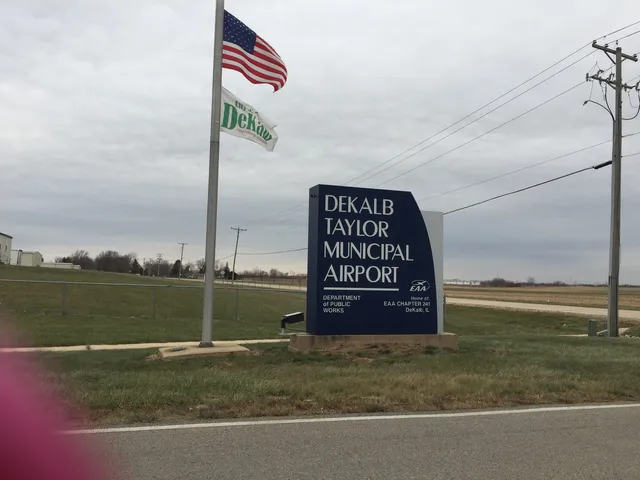 DeKalb
DEKALB
TAYLOR
MUNICIPAL
AIRPORT
DEPARTMENT
of PUBLIC
WORKS
EAA
Home of:
EAA CHAPTER 241
DeKalb, IL